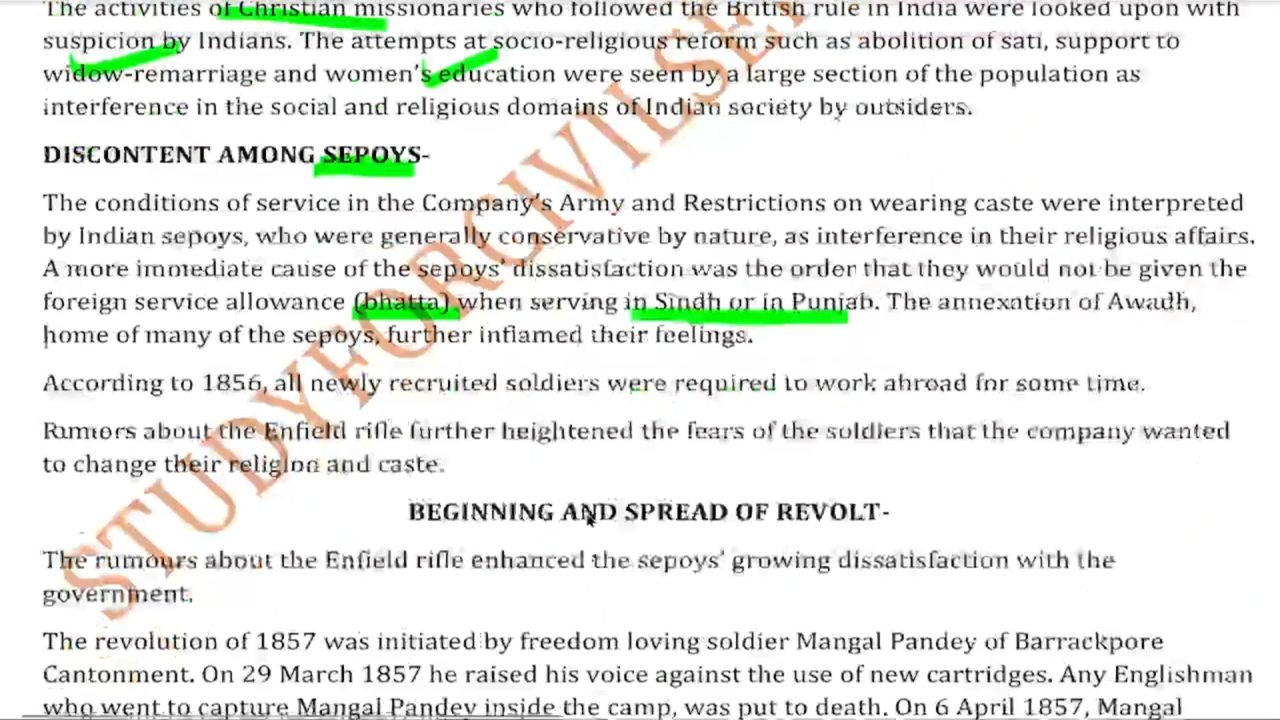 The activities of Christian missionaries who followed the British rule in India were looked upon with
suspicion by Indians. The attempts at socio-religious reform such as abolition of sati, support to
widow-remarriage and women's education were seen by a large section of the population as
interference in the social and religious domains of Indian society by outsiders.
DISCONTENT AMONG SEPOYS-
The conditions of service in the Company's Army and Restrictions on wearing caste were interpreted
by Indian sepoys, who were generally conservative by nature, as interference in their religious affairs.
A more immediate cause of the sepoys' dissatisfaction was the order that they would not be given the
foreign service allowance (bhatta) when serving in Sindh or in Punjab. The annexation of Awadh,
home of many of the sepoys, further inflamed their feelings.
According to 1856, all newly recruited soldiers were required to work abroad for some time.
Rumors about the Enfield rifle further heightened the fears of the soldiers that the company wanted
to change their religion and caste.
BEGINNING AND SPREAD OF REVOLT-
The rumours about the Enfield rifle enhanced the sepoys' growing dissatisfaction with the
government.
The revolution of 1857 was initiated by freedom loving soldier Mangal Pandey of Barrackpore
Cantonment. On 29 March 1857 he raised his voice against the use of new cartridges. Any Englishman
who went to capture Mangal Pandey inside the camp, was put to death. On 6 April 1857, Mangal
STUDYFORCIVILSE